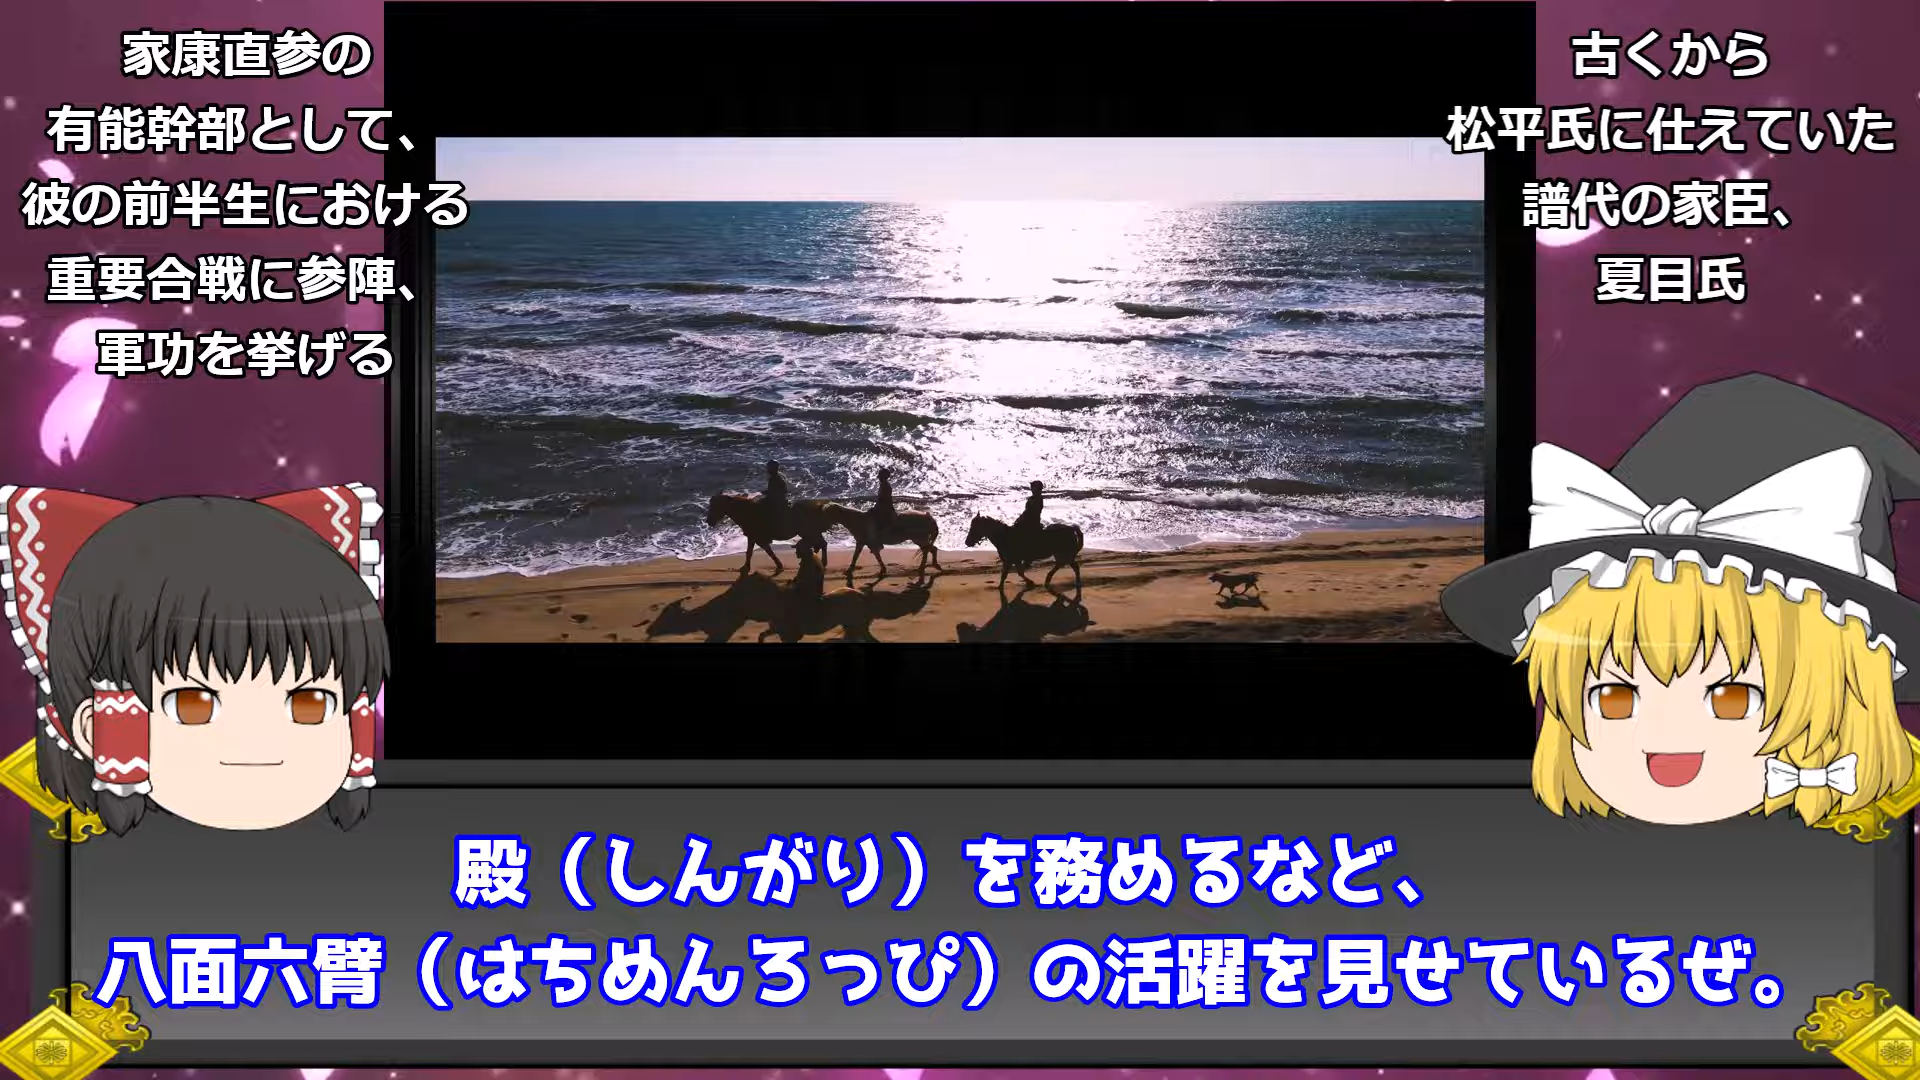 家康直参の
有能幹部として、
彼の前半生における
重要合戦に参陣、
軍功を挙げる
古くから
松平氏に仕えていた
譜代の家臣、
夏目氏
殿（しんがり）を務めるなど、
八面六臂（はちめんろっぴ）の活躍を見せているぜ。